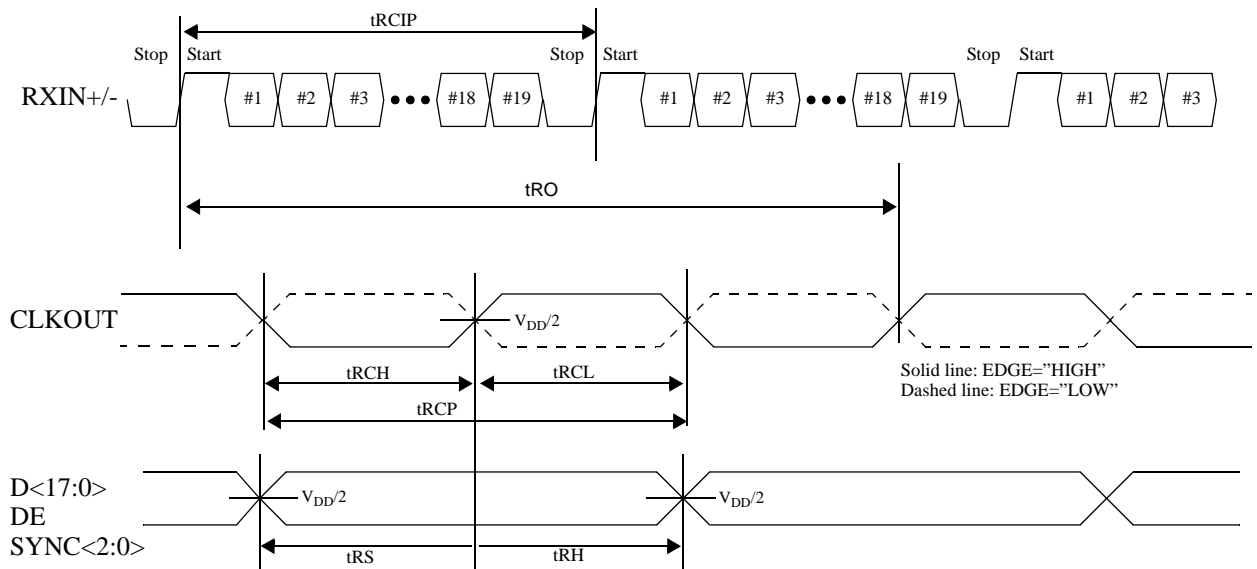 tRCIP
Stop Start Stop Start Stop Start
RXIN+/- #1 #2 #3 #18 #19 #1 #2 #3 #18 #19 #1 #2 #3
tRO
CLKOUT VDD/2
Solid line: EDGE="HIGH"
Dashed line: EDGE="LOW"
tRCH tRCL
tRCP
D<17:0> VDD/2 VDD/2
DE
SYNC<2:0>
tRS tRH